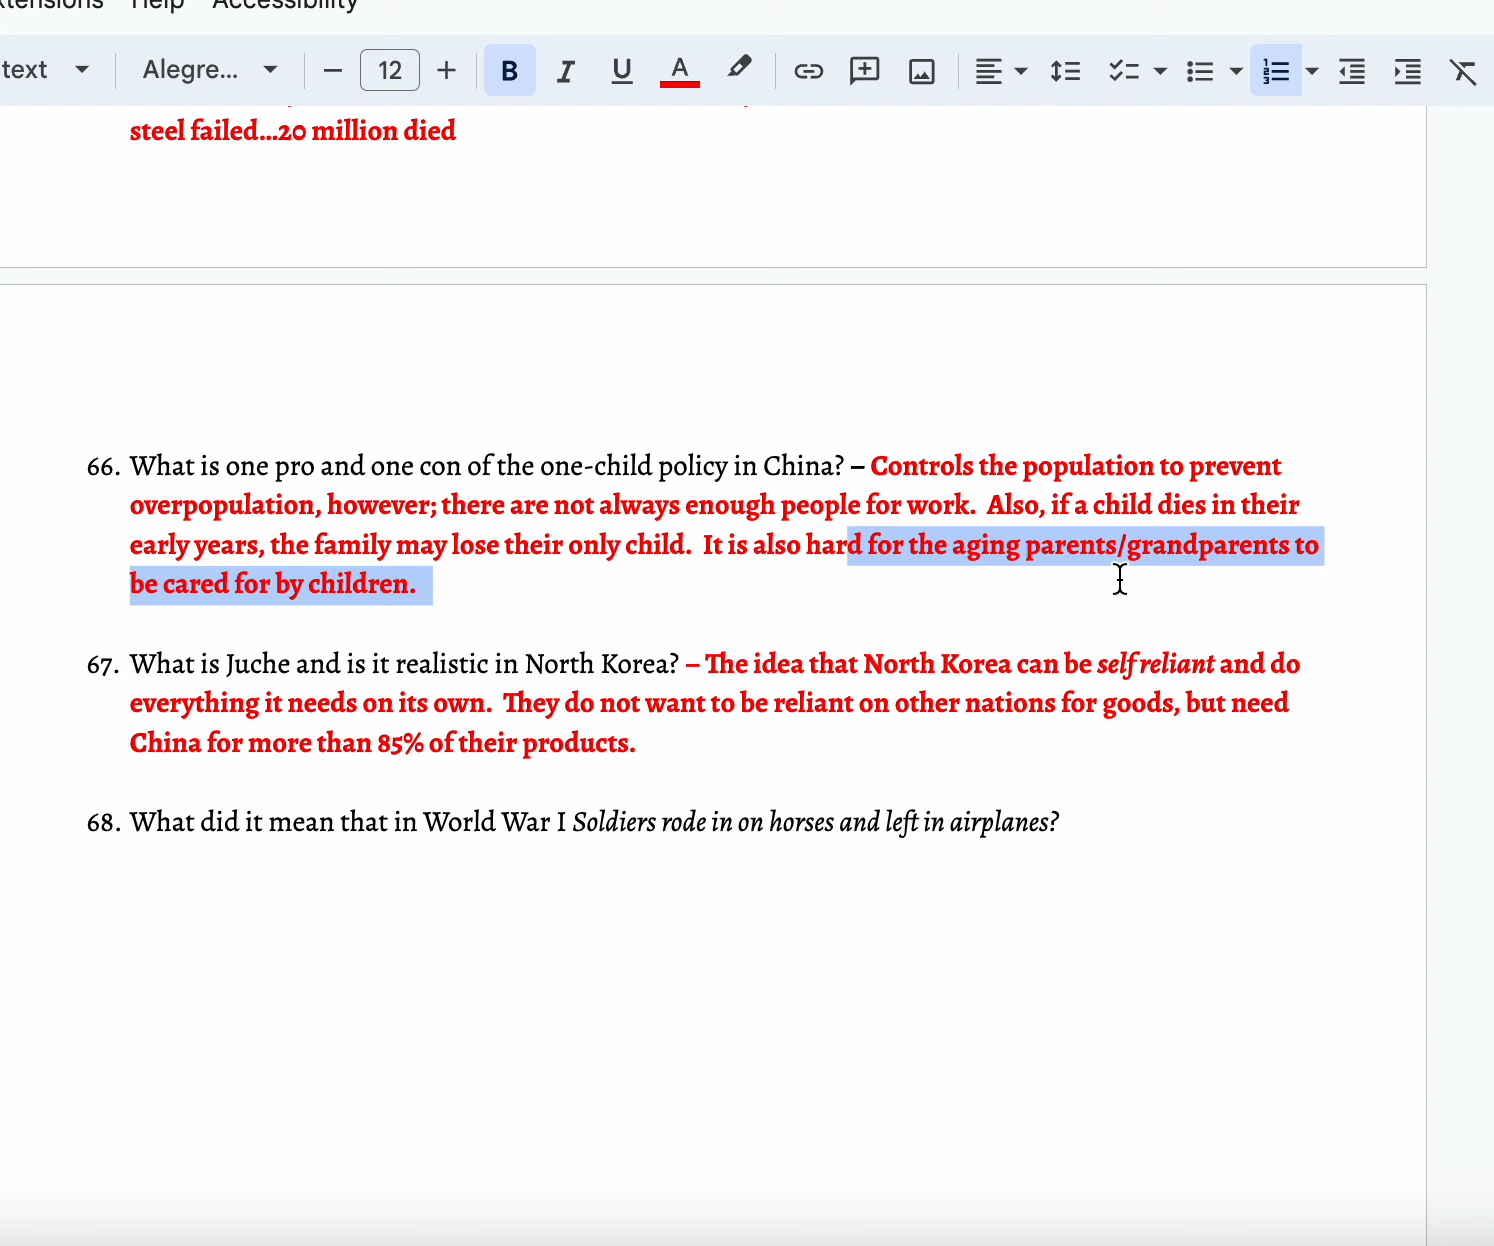 Help Accessibility
text Alegre... 12 B I U A
steel failed...20 million died
66. What is one pro and one con of the one-child policy in China? – Controls the population to prevent
overpopulation, however; there are not always enough people for work. Also, if a child dies in their
early years, the family may lose their only child. It is also hard for the aging parents/grandparents to
be cared for by children.
67. What is Juche and is it realistic in North Korea? – The idea that North Korea can be self reliant and do
everything it needs on its own. They do not want to be reliant on other nations for goods, but need
China for more than 85% of their products.
68. What did it mean that in World War I Soldiers rode in on horses and left in airplanes?